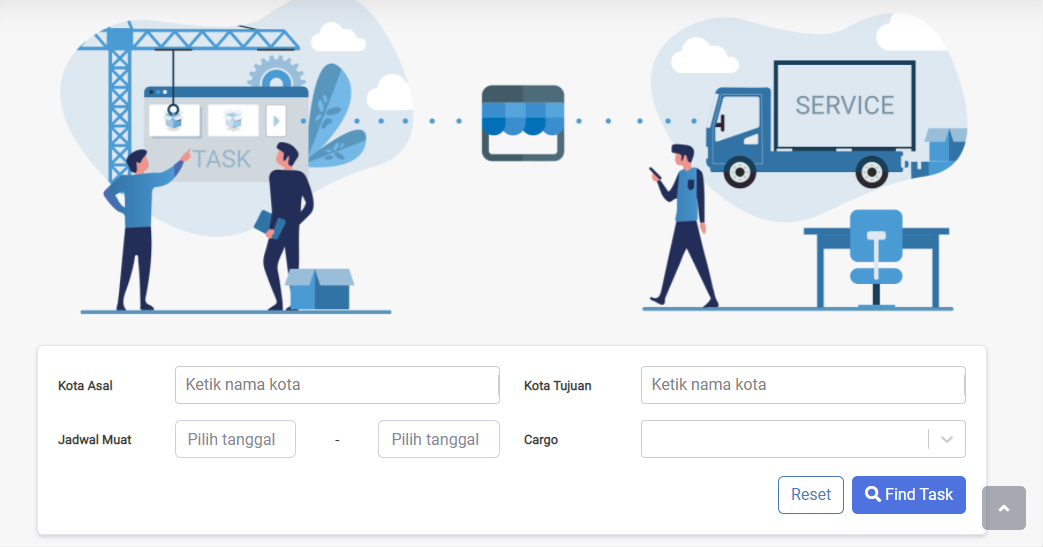 TASK
SERVICE
Kota Asal
Ketik nama kota
Kota Tujuan
Ketik nama kota
Jadwal Muat
Pilih tanggal
-
Pilih tanggal
Cargo
Reset
Find Task